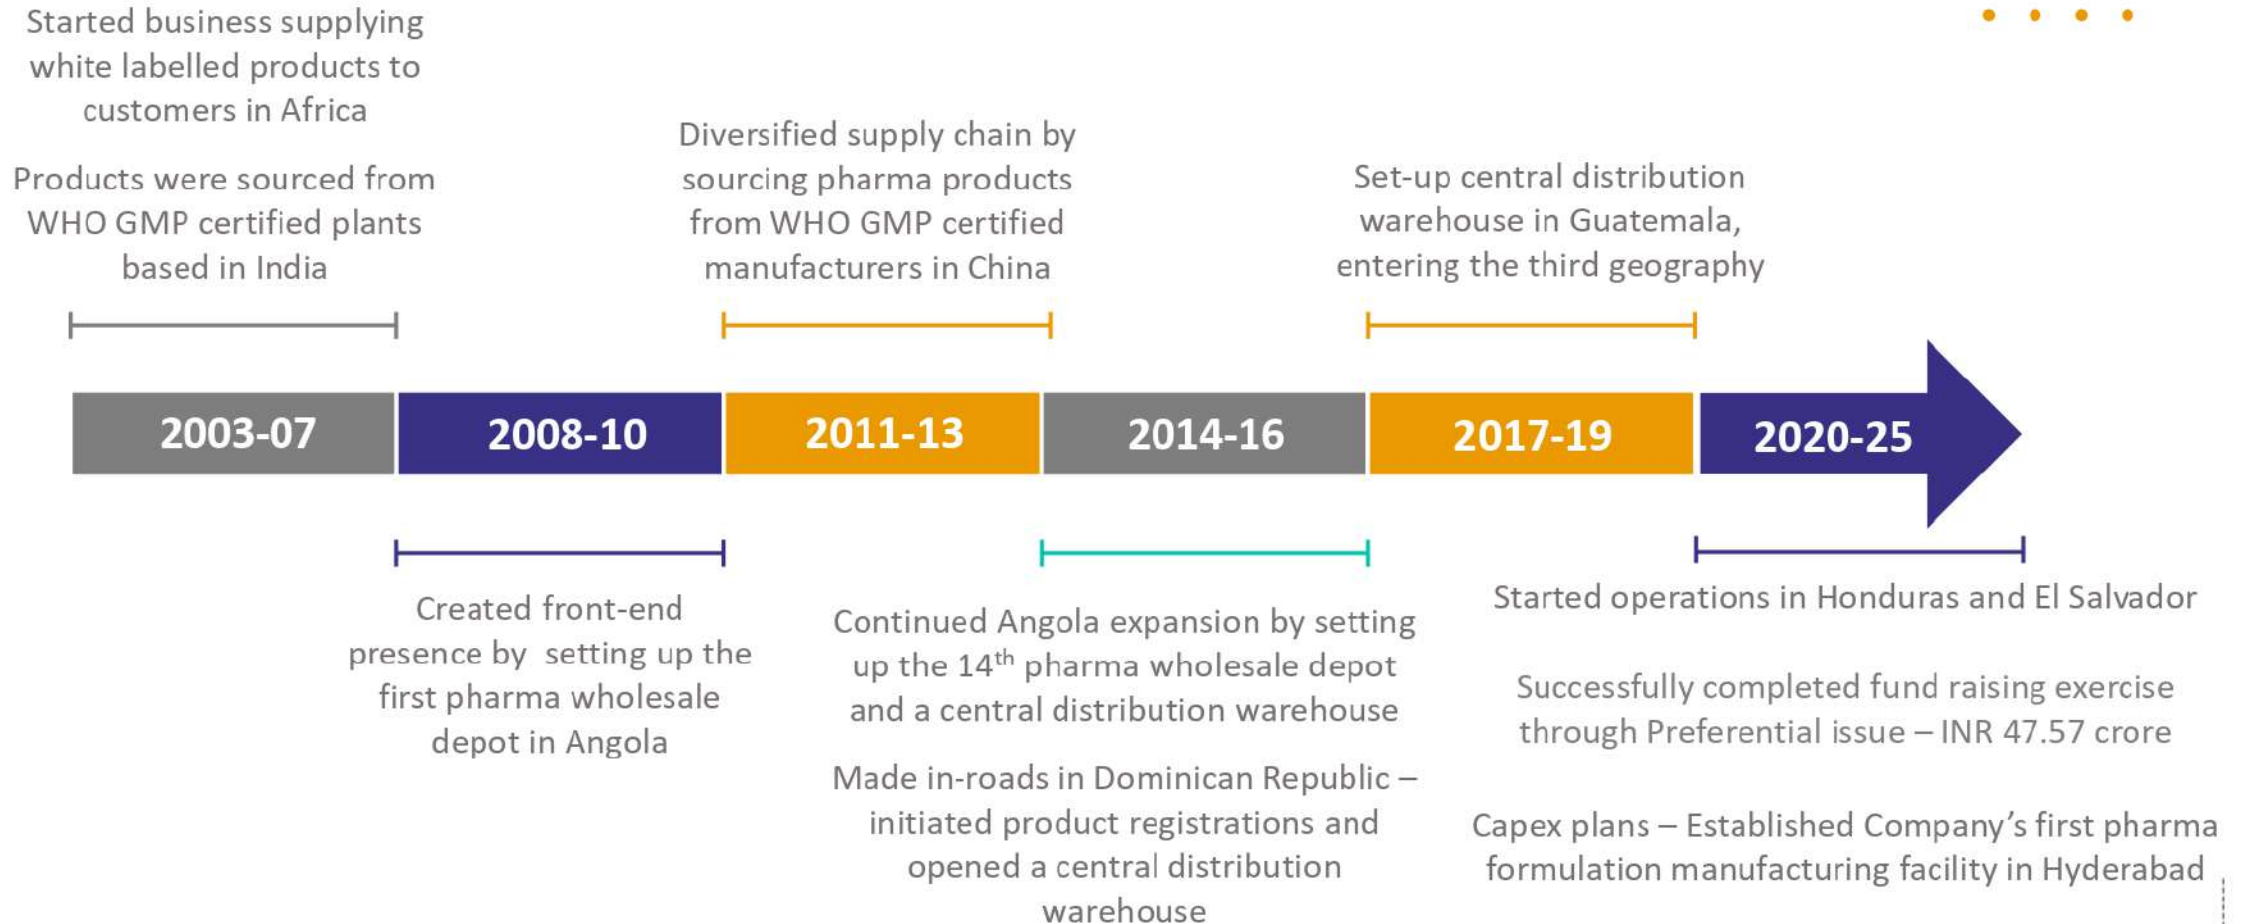 Started business supplying
white labelled products to
customers in Africa
Products were sourced from
WHO GMP certified plants
based in India
Diversified supply chain by
sourcing pharma products
from WHO GMP certified
manufacturers in China
Set-up central distribution
warehouse in Guatemala,
entering the third geography
2003-07
2008-10
2011-13
2014-16
2017-19
2020-25
Created front-end
presence by  setting up the
first pharma wholesale
depot in Angola
Continued Angola expansion by setting
up the 14th pharma wholesale depot
and a central distribution warehouse
Made in-roads in Dominican Republic –
initiated product registrations and
opened a central distribution
warehouse
Started operations in Honduras and El Salvador
Successfully completed fund raising exercise
through Preferential issue – INR 47.57 crore
Capex plans – Established Company’s first pharma
formulation manufacturing facility in Hyderabad